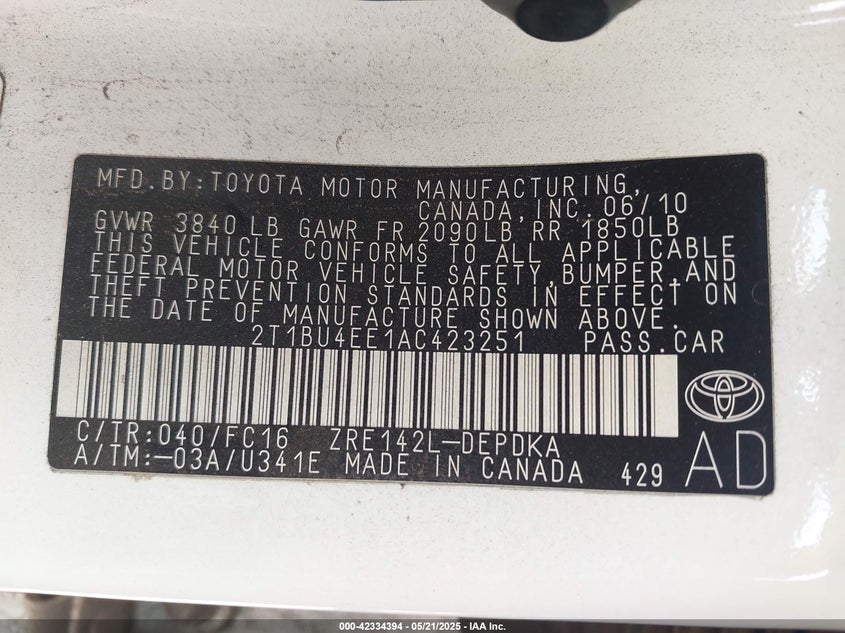 MFD.BY:TOYOTA MOTOR MANUFACTURING,
CANADA,INC. 06/10
GVWR 3840 LB GAWR FR 2090LB RR 1850LB
THIS VEHICLE CONFORMS TO ALL APPLICABLE
FEDERAL MOTOR VEHICLE SAFETY,BUMPER,AND
THEFT PREVENTION STANDARDS IN EFFECT ON
THE DATE OF MANUFACTURE SHOWN ABOVE.
2T1BU4EE1AC423251 PASS.CAR
C/TR:040/FC16 ZRE142L-DEPDKA
A/TM:-03A/U341E MADE IN CANADA 429 AD
000-42334394 - 05/21/2025 - IAA Inc.